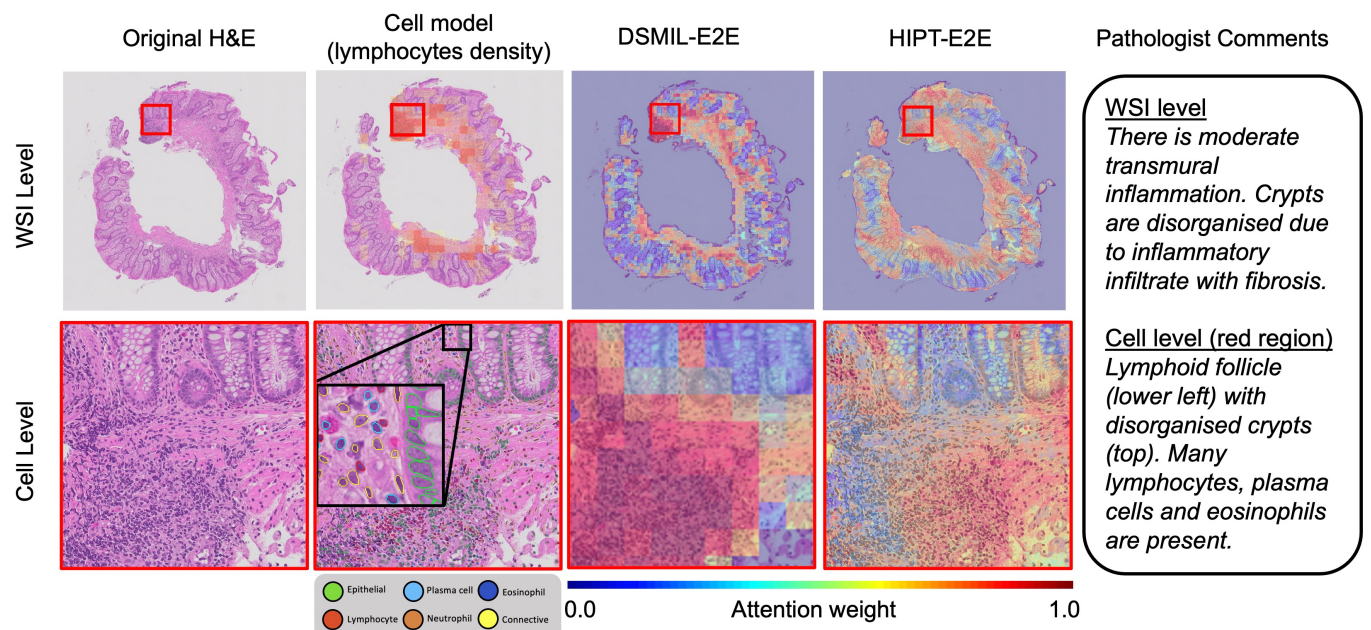 Original H&E
Cell model
(lymphocytes density)
DSMIL-E2E
HIPT-E2E
Pathologist Comments
WSI Level
WSI level
There is moderate
transmural
inflammation. Crypts
are disorganised due
to inflammatory
infiltrate with fibrosis.
Cell Level
Cell level (red region)
Lymphoid follicle
(lower left) with
disorganised crypts
(top). Many
lymphocytes, plasma
cells and eosinophils
are present.
Epithelial
Plasma cell
Eosinophil
Lymphocyte
Neutrophil
Connective
0.0
Attention weight
1.0